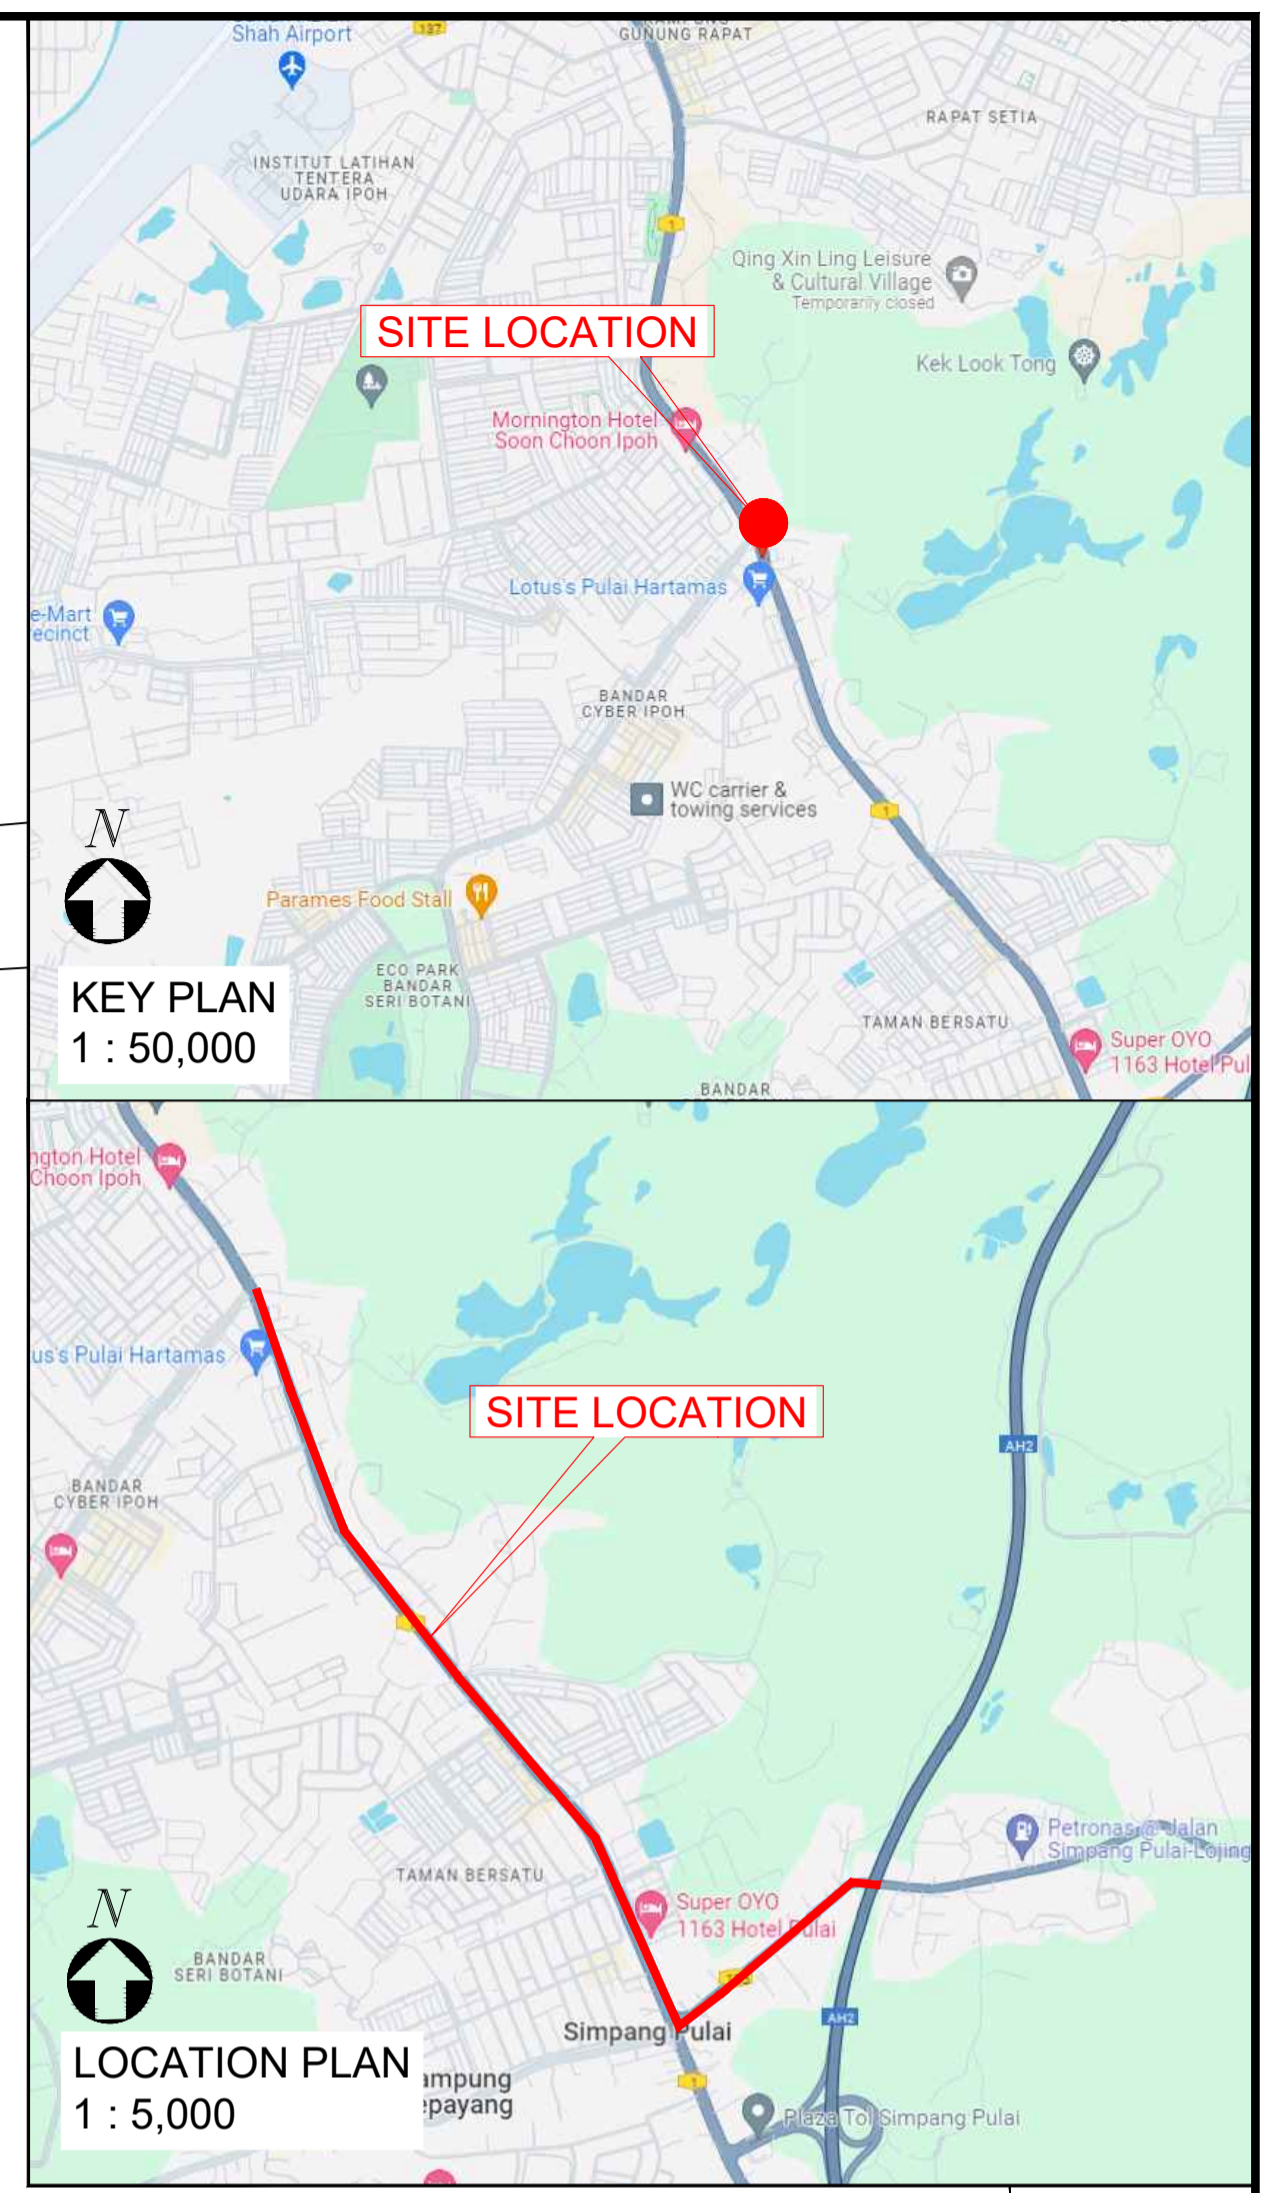 Shah Airport
137
GUNUNG RAPAT
RAPAT SETIA
INSTITUT LATIHAN
TENTERA
UDARA IPOH
1
Qing Xin Ling Leisure
& Cultural Village
Temporarily closed
SITE LOCATION
Kek Look Tong
Mornington Hotel
Soon Choon Ipoh
Lotus's Pulai Hartamas
e-Mart
recinct
BANDAR
CYBER IPOH
WC carrier &
towing services
1
N
Parames Food Stall
ECO PARK
BANDAR
SERI BOTANI
KEY PLAN
1 : 50,000
TAMAN BERSATU
Super OYO
1163 Hotel Pul
BANDAR
ngton Hotel
Choon Ipoh
us's Pulai Hartamas
SITE LOCATION
AH2
BANDAR
CYBER IPOH
Petronas @ Jalan
Simpang Pulai-Lojing
TAMAN BERSATU
Super OYO
1163 Hotel Pulai
N
BANDAR
SERI BOTANI
AH2
Simpang Pulai
LOCATION PLAN
1 : 5,000
ampung
epayang
1
Plaza Tol Simpang Pulai